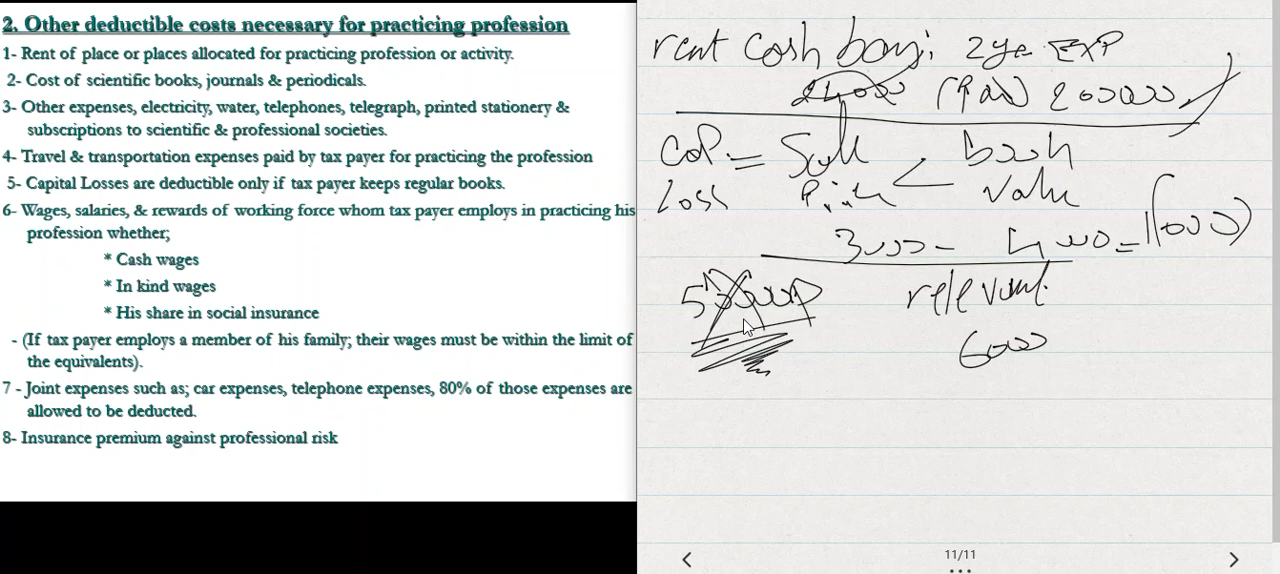 2. Other deductible costs necessary for practicing profession
1- Rent of place or places allocated for practicing profession or activity.
2- Cost of scientific books, journals & periodicals.
3- Other expenses, electricity, water, telephones, telegraph, printed stationery &
subscriptions to scientific & professional societies.
4- Travel & transportation expenses paid by tax payer for practicing the profession
5- Capital Losses are deductible only if tax payer keeps regular books.
6- Wages, salaries, & rewards of working force whom tax payer employs in practicing his
profession whether;
* Cash wages
* In kind wages
* His share in social insurance
- (If tax payer employs a member of his family; their wages must be within the limit of
the equivalents).
7 - Joint expenses such as; car expenses, telephone expenses, 80% of those expenses are
allowed to be deducted.
8- Insurance premium against professional risk
rent cash
EXP
Cap = Sell < book
Loss Price value
3000 - 4000 = (1000)
relevant
6000
11/11